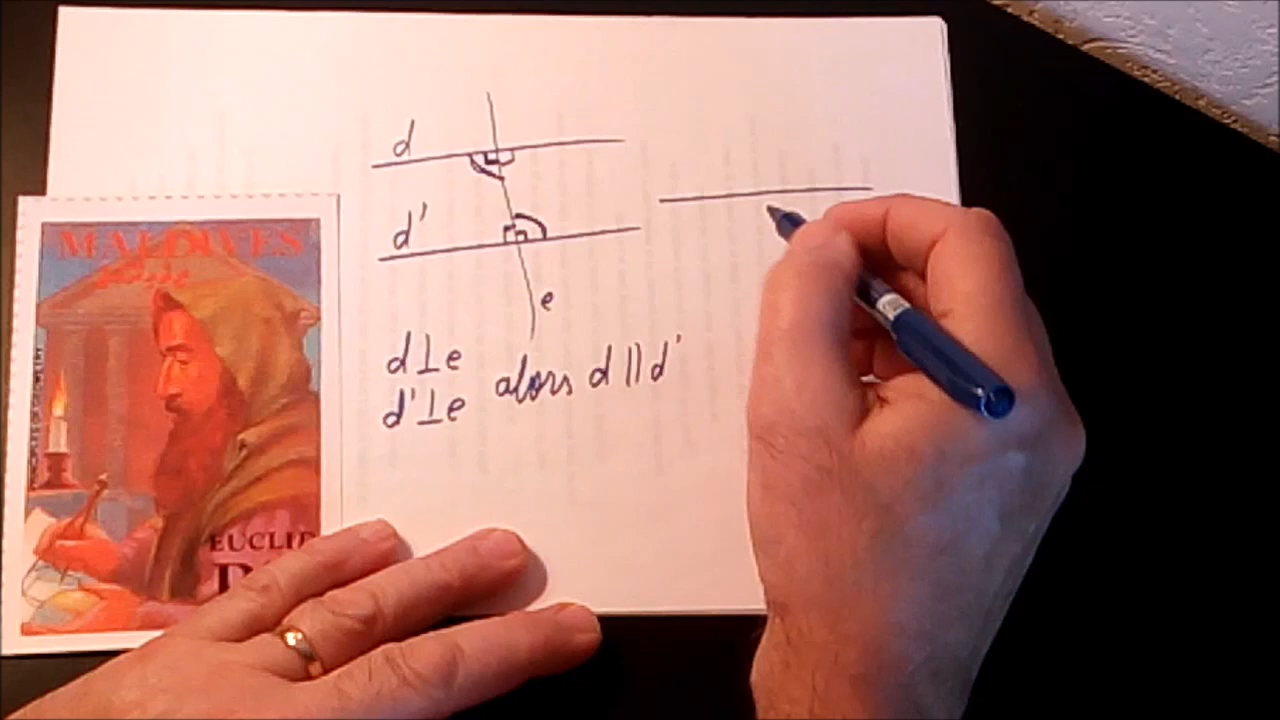 d
d'
e
d⊥e
d'⊥e
alors d || d'
MALDIVES
EUCLID